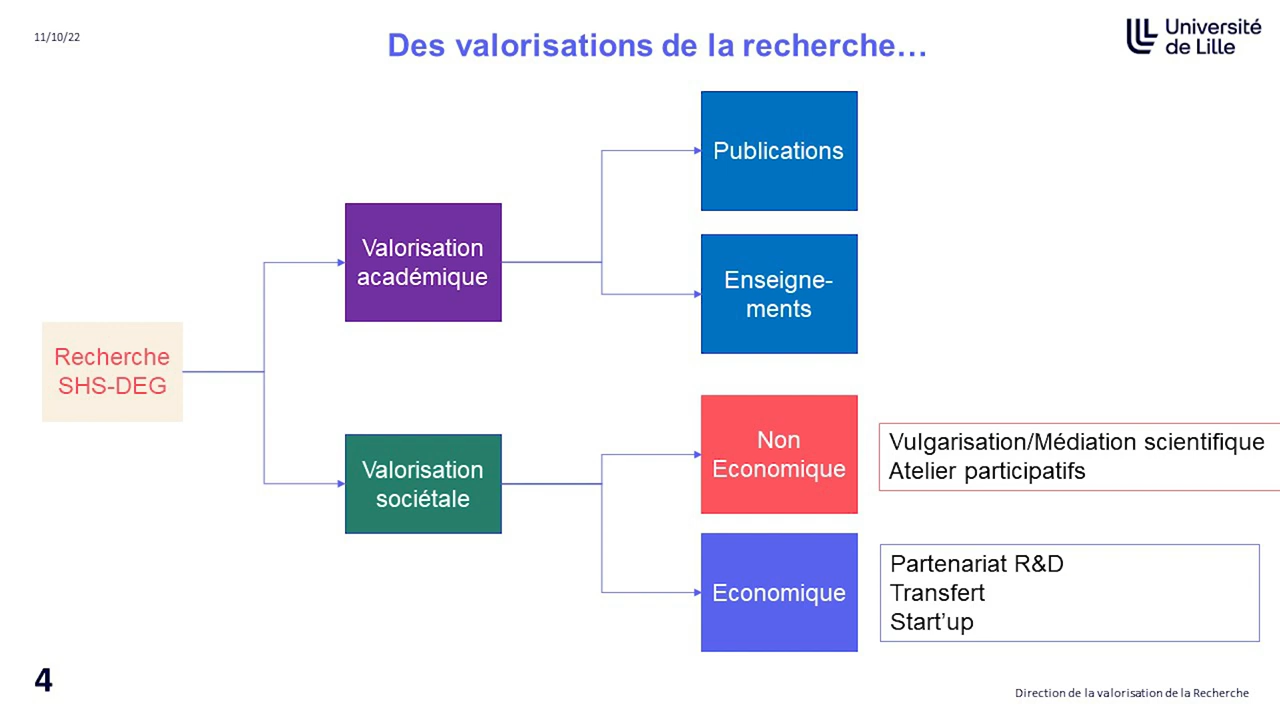 11/10/22
Des valorisations de la recherche…
Université
de Lille
Publications
Valorisation
académique
Enseigne-
ments
Recherche
SHS-DEG
Non
Economique
Vulgarisation/Médiation scientifique
Atelier participatifs
Valorisation
sociétale
Economique
Partenariat R&D
Transfert
Start’up
4
Direction de la valorisation de la Recherche